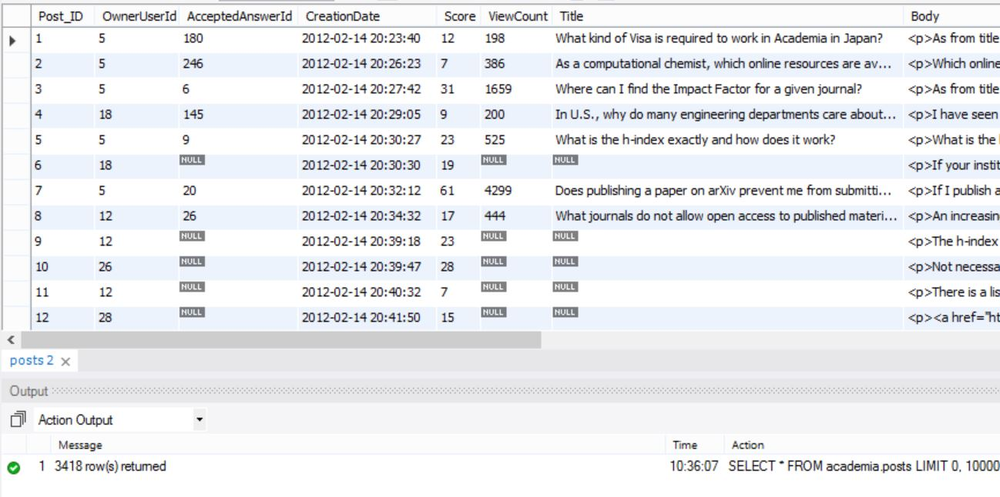 Post_ID OwnerUserId AcceptedAnswerId CreationDate Score ViewCount Title Body
1 5 180 2012-02-14 20:23:40 12 198 What kind of Visa is required to work in Academia in Japan? <p>As from title
2 5 246 2012-02-14 20:26:23 7 386 As a computational chemist, which online resources are av... <p>Which online
3 5 6 2012-02-14 20:27:42 31 1659 Where can I find the Impact Factor for a given journal? <p>As from title
4 18 145 2012-02-14 20:29:05 9 200 In U.S., why do many engineering departments care about... <p>I have seen
5 5 9 2012-02-14 20:30:27 23 525 What is the h-index exactly and how does it work? <p>What is the
6 18 NULL 2012-02-14 20:30:30 19 NULL NULL <p>If your instit
7 5 20 2012-02-14 20:32:12 61 4299 Does publishing a paper on arXiv prevent me from submitti... <p>If I publish a
8 12 26 2012-02-14 20:34:32 17 444 What journals do not allow open access to published materi... <p>An increasin
9 12 NULL 2012-02-14 20:39:18 23 NULL NULL <p>The h-index
10 26 NULL 2012-02-14 20:39:47 28 NULL NULL <p>Not necessa
11 12 NULL 2012-02-14 20:40:32 7 NULL NULL <p>There is a lis
12 28 NULL 2012-02-14 20:41:50 15 NULL NULL <p><a href="ht
posts 2
Output
Action Output
Message Time Action
1 3418 row(s) returned 10:36:07 SELECT * FROM academia.posts LIMIT 0, 10000